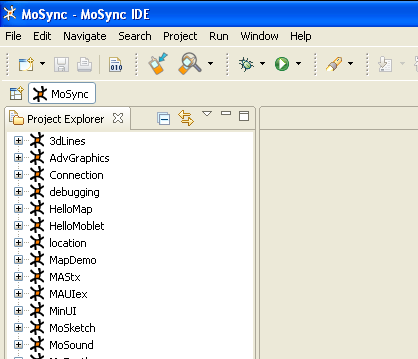 MoSync - MoSync IDE
File Edit Navigate Search Project Run Window Help
010
MoSync
Project Explorer
3dLines
AdvGraphics
Connection
debugging
HelloMap
HelloMoblet
location
MapDemo
MAStx
MAUIex
MinUI
MoSketch
MoSound